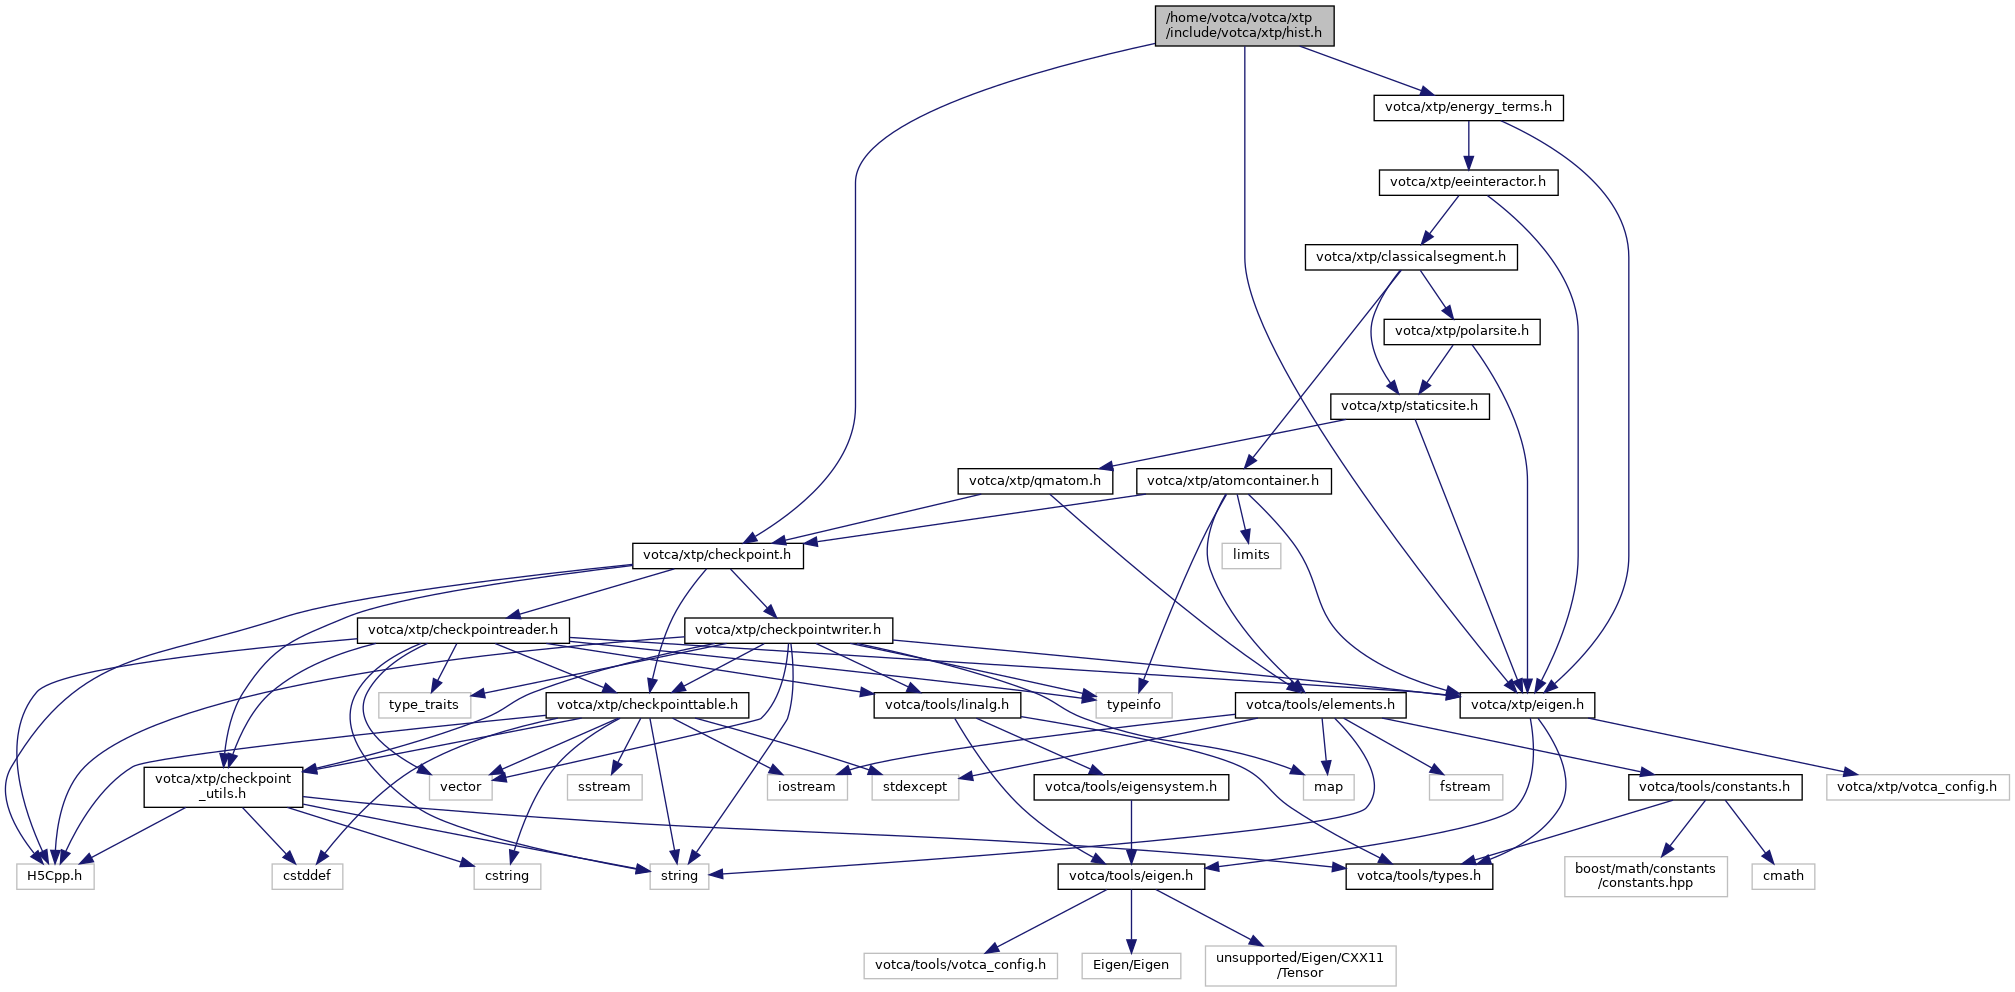 /home/votca/votca/xtp
/include/votca/xtp/hist.h
votca/xtp/energy_terms.h
votca/xtp/eeinteractor.h
votca/xtp/classicalsegment.h
votca/xtp/polarsite.h
votca/xtp/staticsite.h
votca/xtp/qmatom.h
votca/xtp/atomcontainer.h
votca/xtp/checkpoint.h
limits
votca/xtp/checkpointreader.h
votca/xtp/checkpointwriter.h
type_traits
votca/xtp/checkpointtable.h
votca/tools/linalg.h
typeinfo
votca/tools/elements.h
votca/xtp/eigen.h
votca/xtp/checkpoint
_utils.h
vector
sstream
iostream
stdexcept
votca/tools/eigensystem.h
map
fstream
votca/tools/constants.h
votca/xtp/votca_config.h
H5Cpp.h
cstddef
cstring
string
votca/tools/eigen.h
votca/tools/types.h
boost/math/constants
/constants.hpp
cmath
votca/tools/votca_config.h
Eigen/Eigen
unsupported/Eigen/CXX11
/Tensor